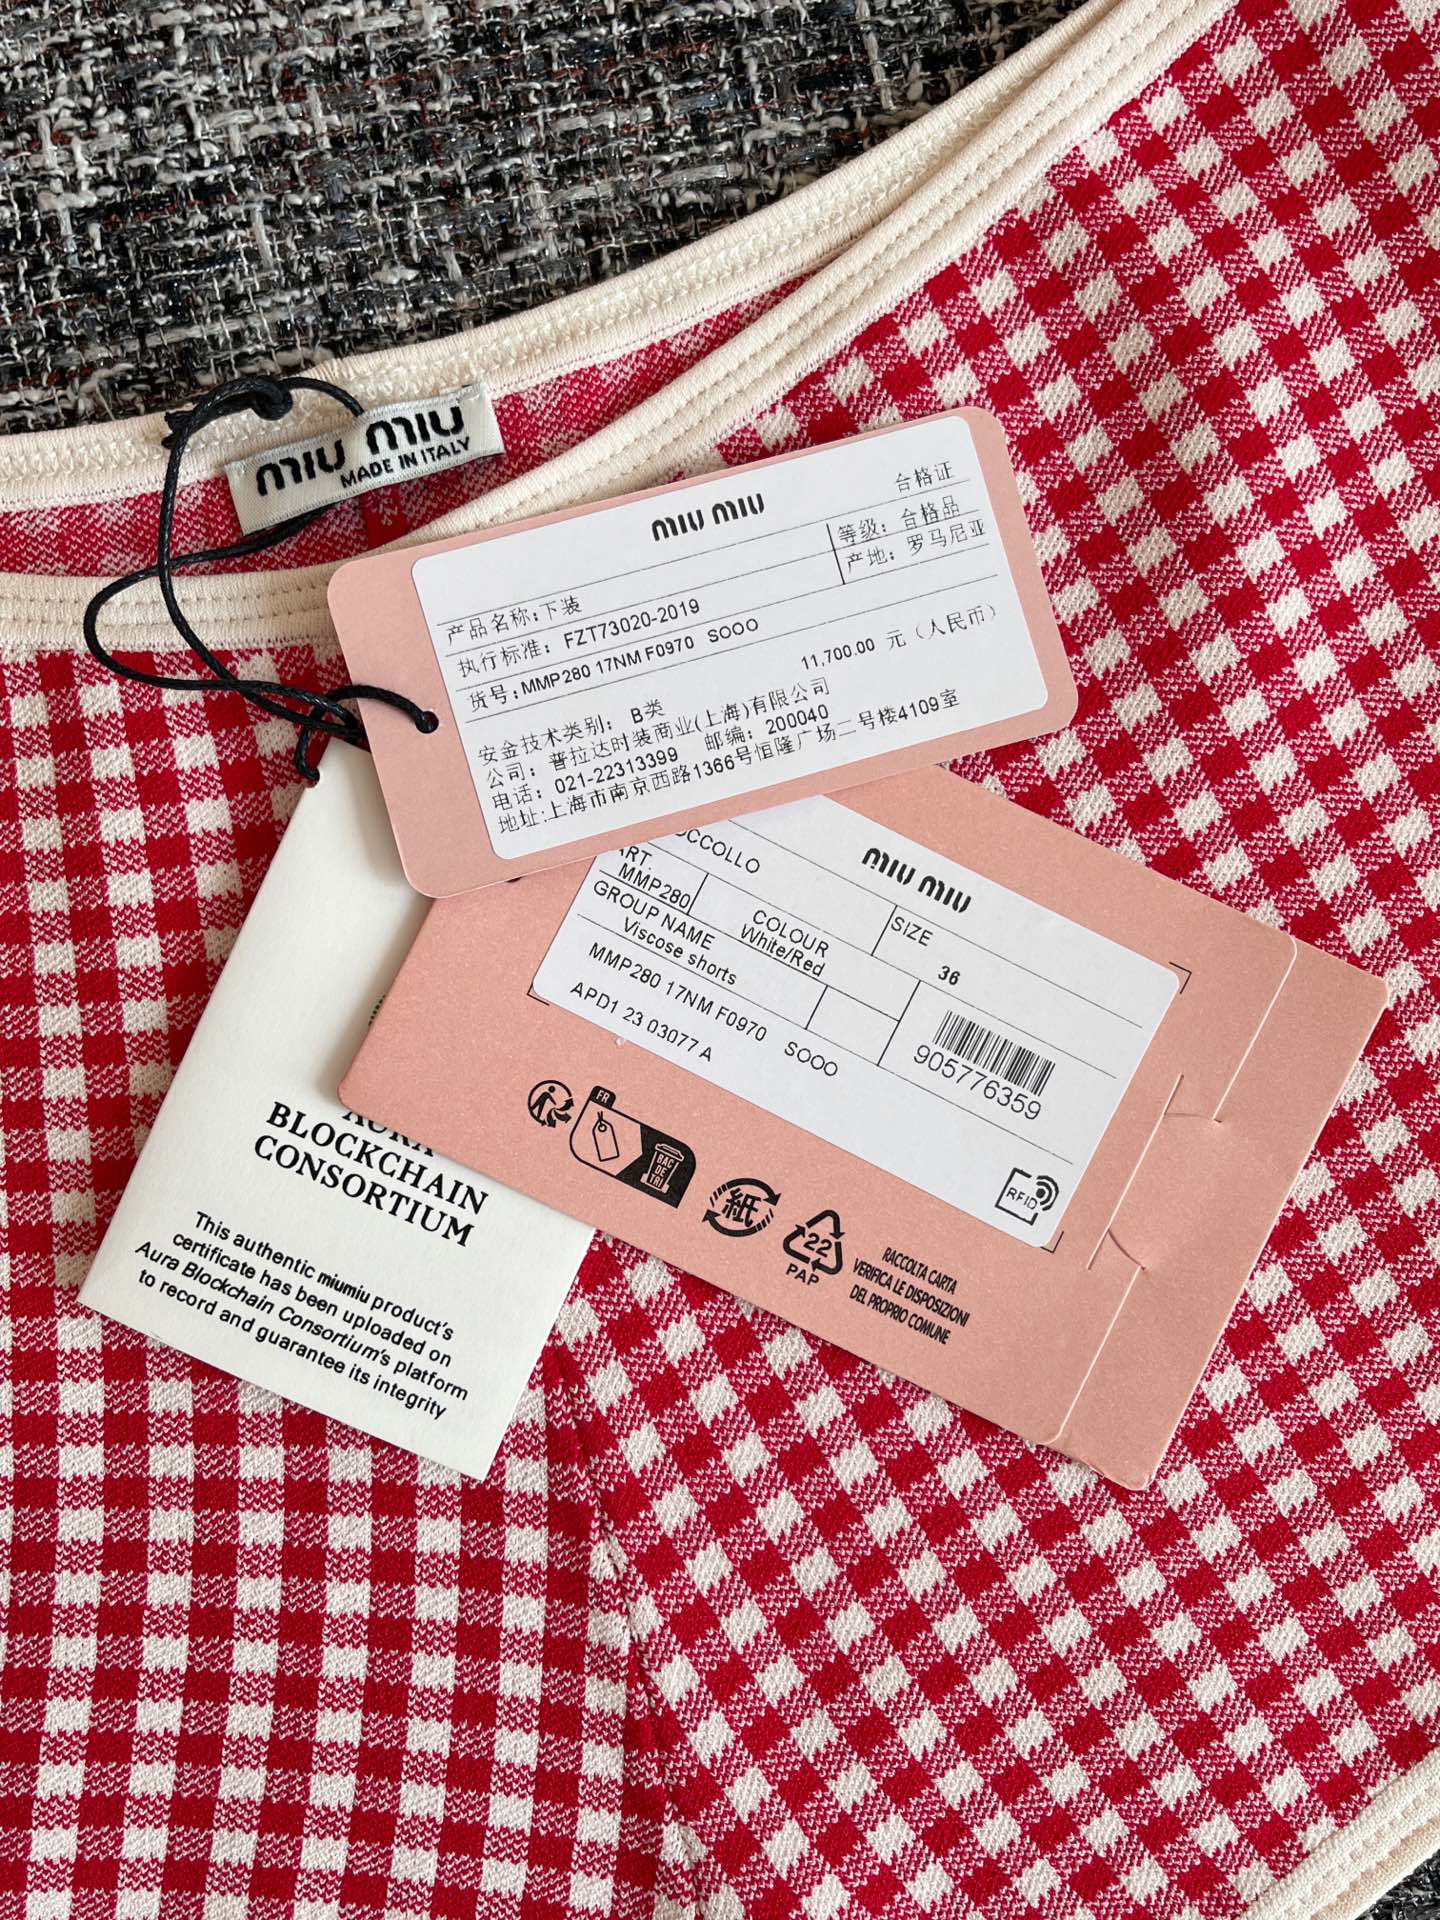 miu miu
MADE IN ITALY
miu miu
合格证
产品名称:下装
等级: 合格品
执行标准: FZT73020-2019
产地: 罗马尼亚
货号:MMP280 17NM F0970 SOOO
11,700.00 元 (人民币)
安全技术类别: B类
公司: 普拉达时装商业(上海)有限公司
电话: 021-22313399 邮编: 200040
地址:上海市南京西路1366号恒隆广场二号楼4109室
miu miu
MMP280
COLOUR
White/Red
SIZE
36
GROUP NAME
Viscose shorts
MMP280 17NM F0970 SOOO
APD1 23 03077 A
905776359
RFID
FR
BAC
DE
TRI
紙
22
PAP
RACCOLTA CARTA
VERIFICA LE DISPOSIZIONI
DEL PROPRIO COMUNE
AURA
BLOCKCHAIN
CONSORTIUM
This authentic miumiu product's
certificate has been uploaded on
Aura Blockchain Consortium's platform
to record and guarantee its integrity